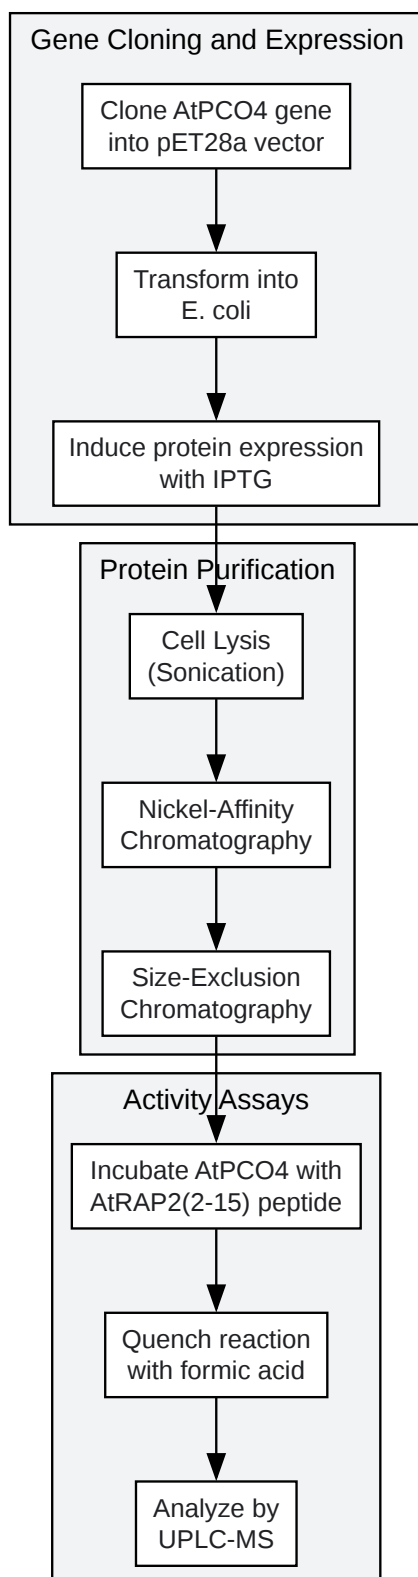 Gene Cloning and Expression
Clone AtPCO4 gene
into pET28a vector
Transform into
E. coli
Induce protein expression
with IPTG
Protein Purification
Cell Lysis
(Sonication)
Nickel-Affinity
Chromatography
Size-Exclusion
Chromatography
Activity Assays
Incubate AtPCO4 with
AtRAP2(2-15) peptide
Quench reaction
with formic acid
Analyze by
UPLC-MS